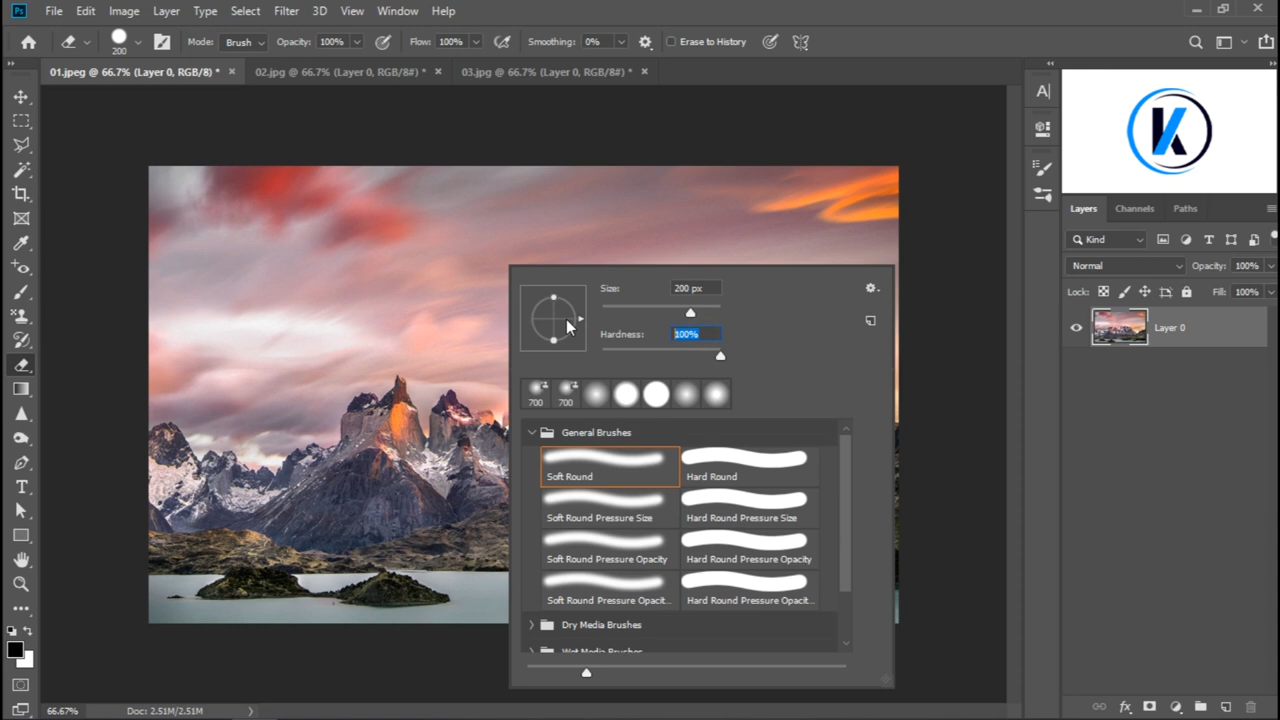 Ps File Edit Image Layer Type Select Filter 3D View Window Help
200 Mode: Brush Opacity: 100% Flow: 100% Smoothing: 0% Erase to History
01.jpeg @ 66.7% (Layer 0, RGB/8) * × 02.jpg @ 66.7% (Layer 0, RGB/8#) * × 03.jpg @ 66.7% (Layer 0, RGB/8#) * ×
A|
K
Layers Channels Paths
Kind
Normal Opacity: 100%
Lock: Fill: 100%
Layer 0
Size: 200 px
Hardness: 100%
700 700
General Brushes
Soft Round Hard Round
Soft Round Pressure Size Hard Round Pressure Size
Soft Round Pressure Opacity Hard Round Pressure Opacity
Soft Round Pressure Opacit... Hard Round Pressure Opacit...
Dry Media Brushes
Wet Media Brushes
T
66.67% Doc: 2.51M/2.51M
fx